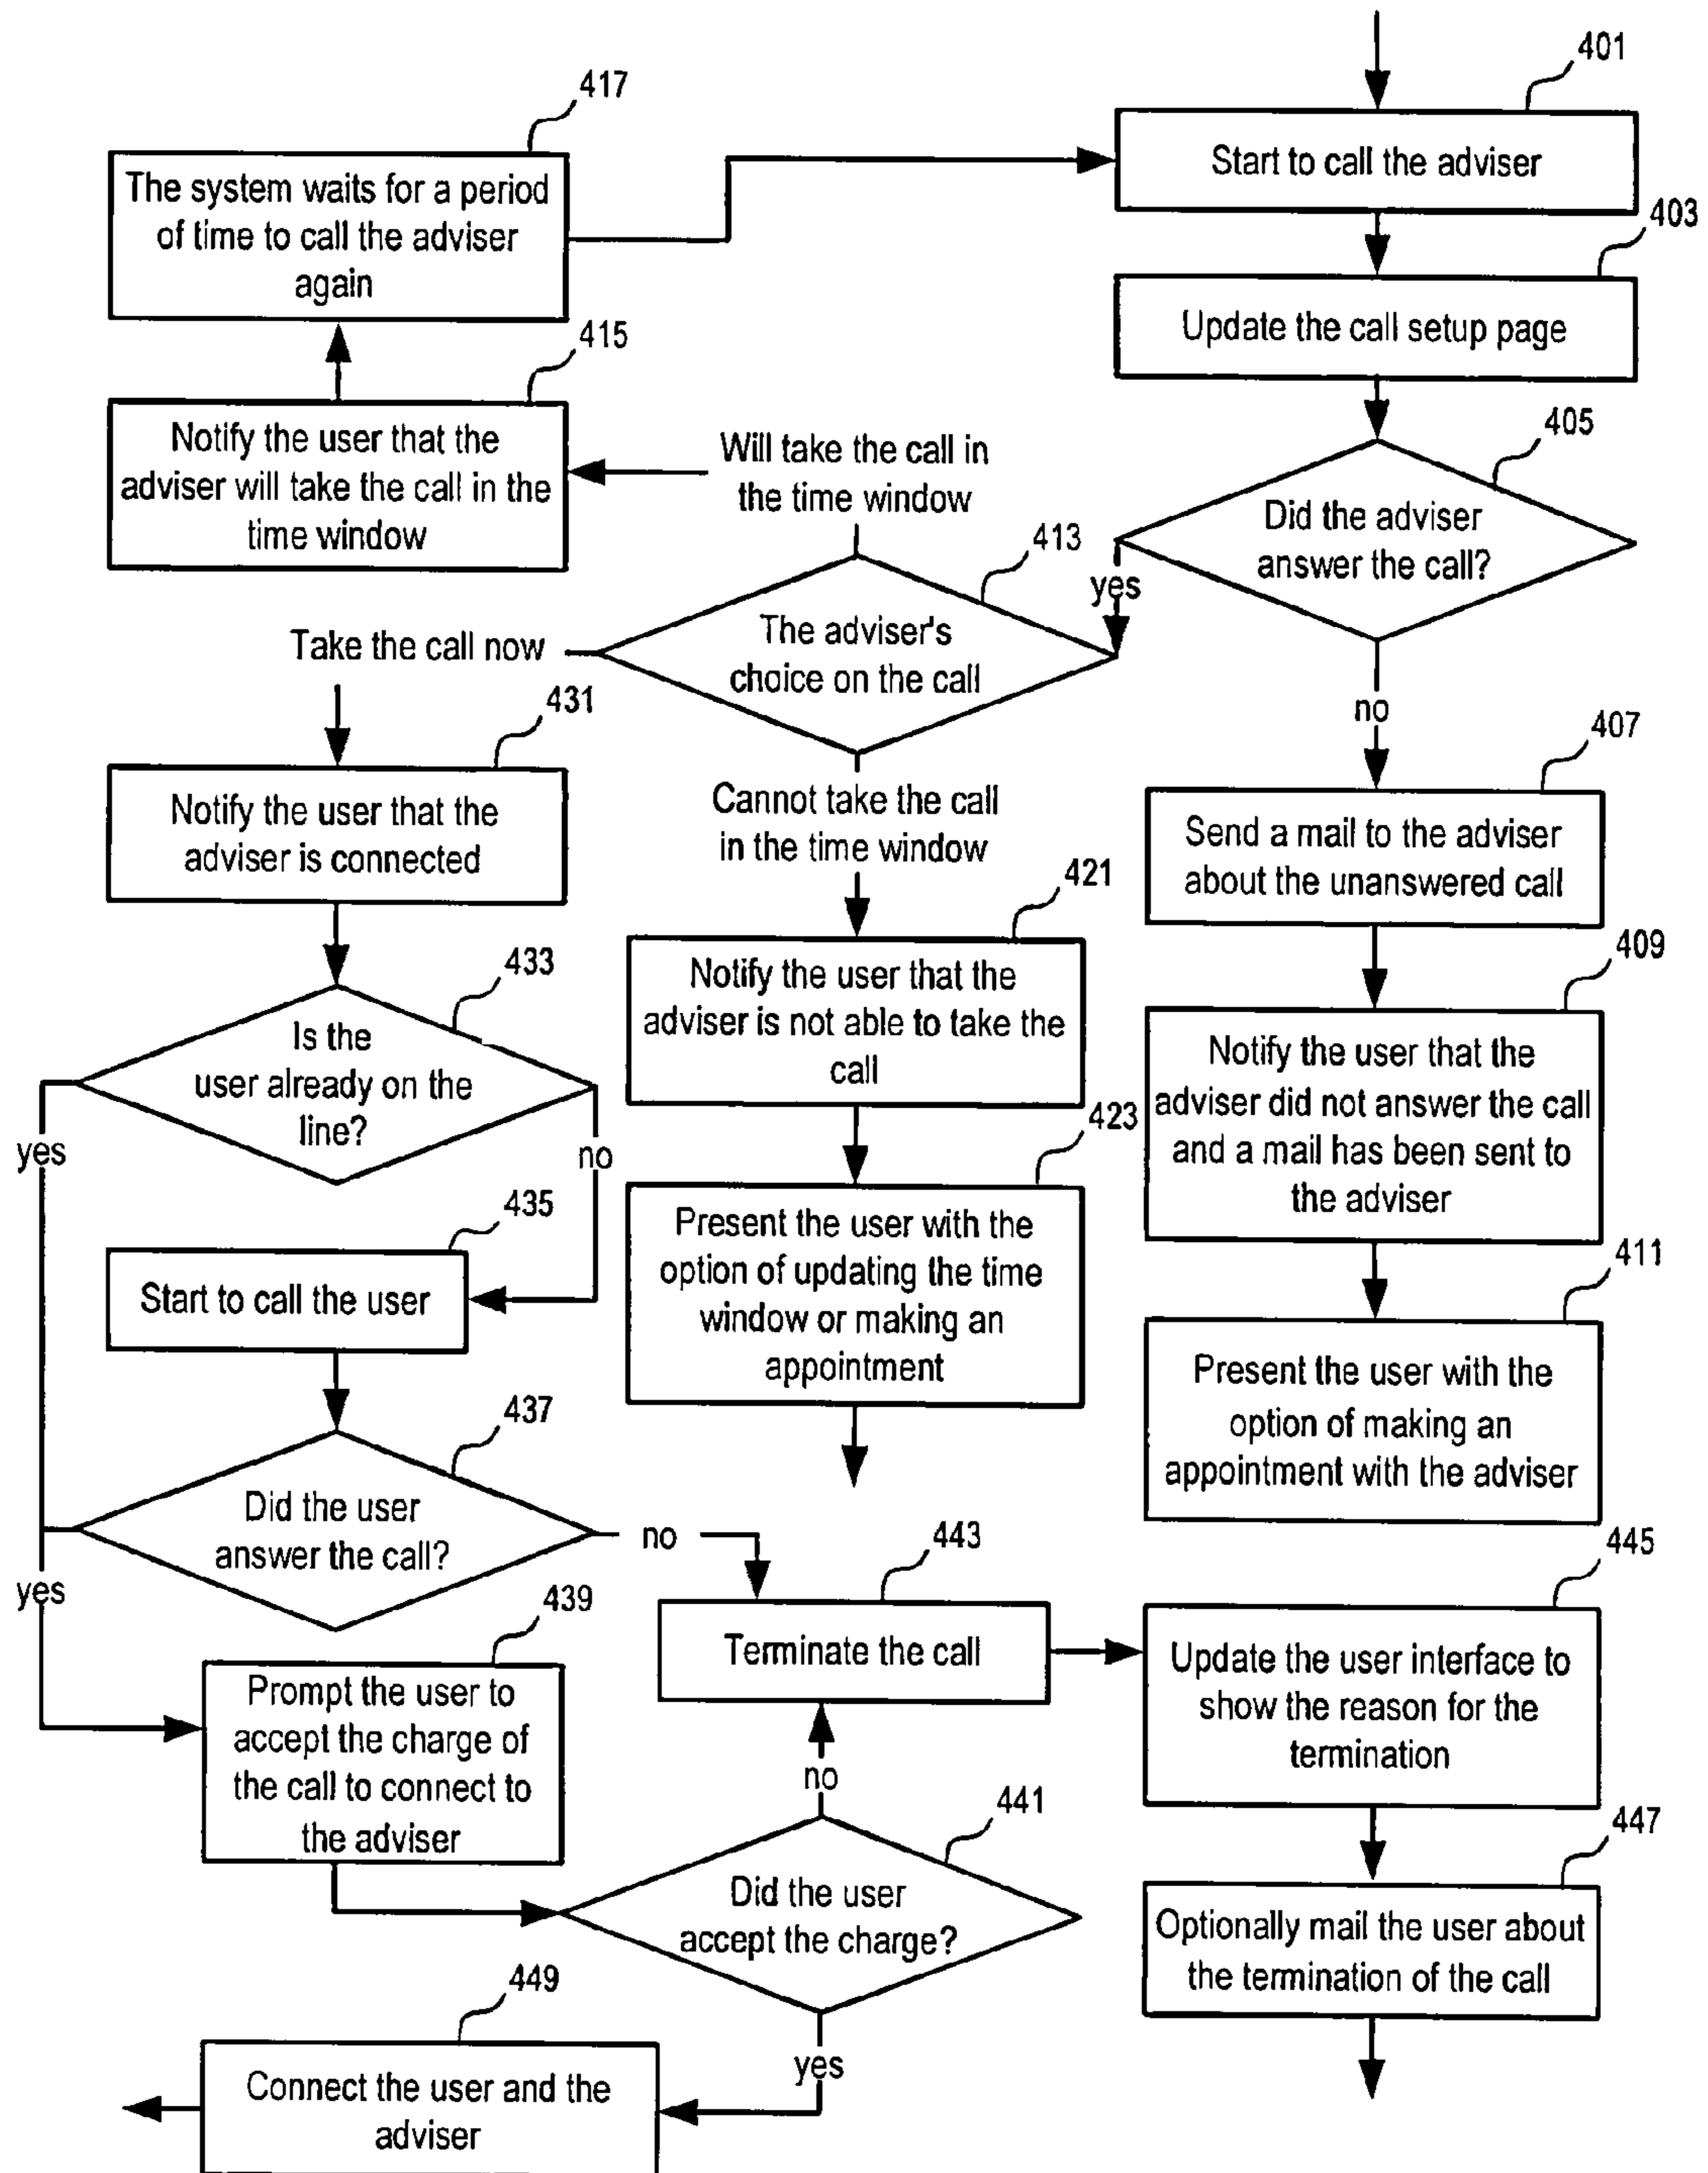 401
Start to call the adviser
403
Update the call setup page
405
Did the adviser
answer the call?
yes
no
407
Send a mail to the adviser
about the unanswered call
409
Notify the user that the
adviser did not answer the call
and a mail has been sent to
the adviser
411
Present the user with the
option of making an
appointment with the adviser
413
The adviser's
choice on the call
Will take the call in
the time window
415
Notify the user that the
adviser will take the call in the
time window
417
The system waits for a period
of time to call the adviser
again
Cannot take the call
in the time window
421
Notify the user that the
adviser is not able to take the
call
423
Present the user with the
option of updating the time
window or making an
appointment
Take the call now
431
Notify the user that the
adviser is connected
433
Is the
user already on the
line?
yes
no
435
Start to call the user
437
Did the user
answer the call?
yes
no
439
Prompt the user to
accept the charge of
the call to connect to
the adviser
441
Did the user
accept the charge?
no
yes
443
Terminate the call
445
Update the user interface to
show the reason for the
termination
447
Optionally mail the user about
the termination of the call
449
Connect the user and the
adviser